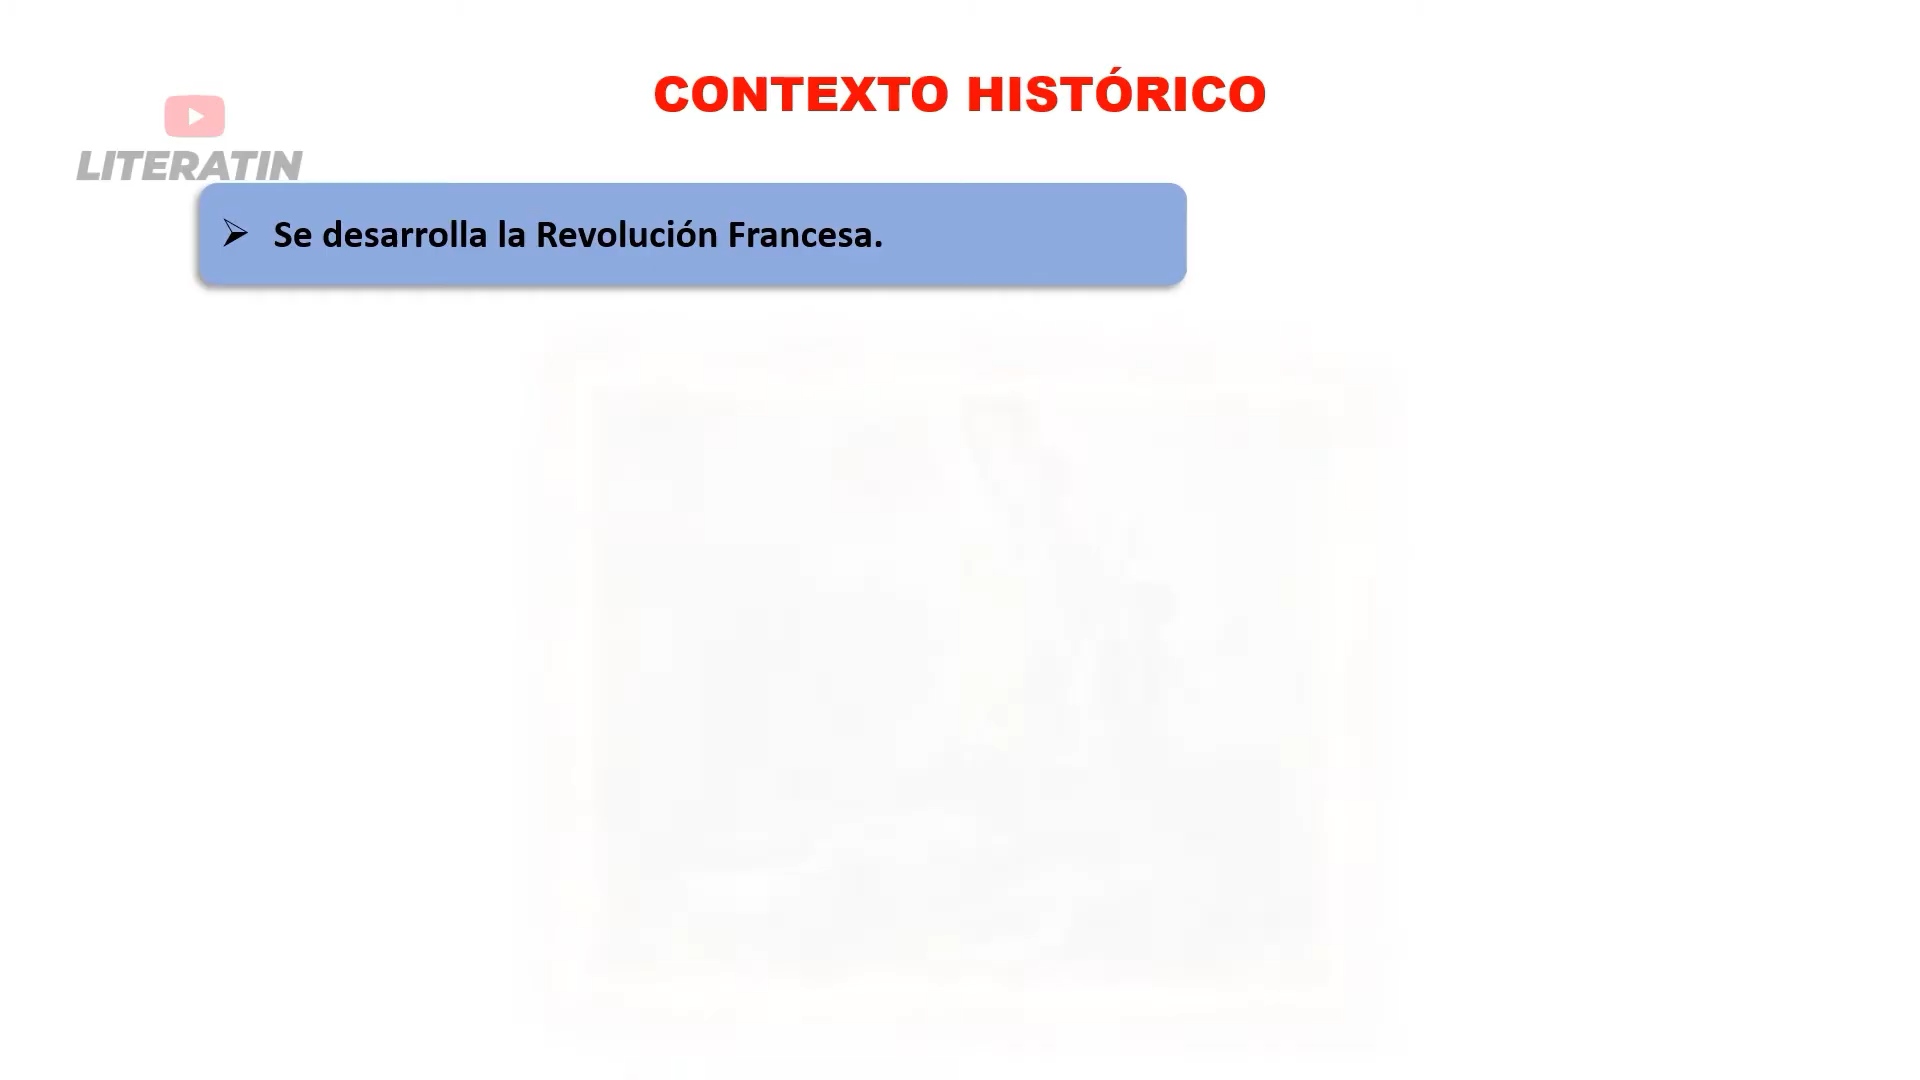 CONTEXTO HISTÓRICO
LITERATIN
Se desarrolla la Revolución Francesa.